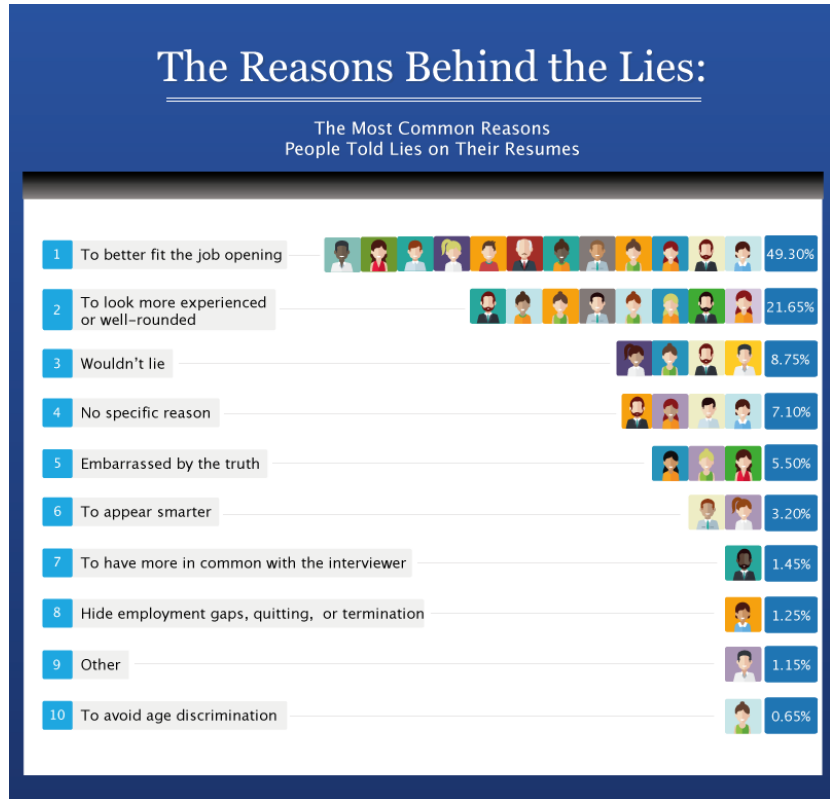 The Reasons Behind the Lies:
The Most Common Reasons
People Told Lies on Their Resumes
1 To better fit the job opening 49.30%
2 To look more experienced
or well-rounded 21.65%
3 Wouldn't lie 8.75%
4 No specific reason 7.10%
5 Embarrassed by the truth 5.50%
6 To appear smarter 3.20%
7 To have more in common with the interviewer 1.45%
8 Hide employment gaps, quitting, or termination 1.25%
9 Other 1.15%
10 To avoid age discrimination 0.65%